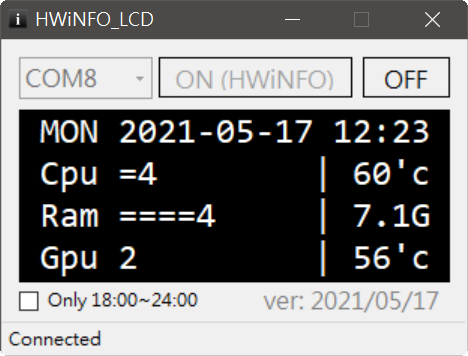 HWiNFO_LCD
COM8 ON (HWiNFO) OFF
MON 2021-05-17 12:23
Cpu =4 | 60'c
Ram ====4 | 7.1G
Gpu 2 | 56'c
Only 18:00~24:00 ver: 2021/05/17
Connected